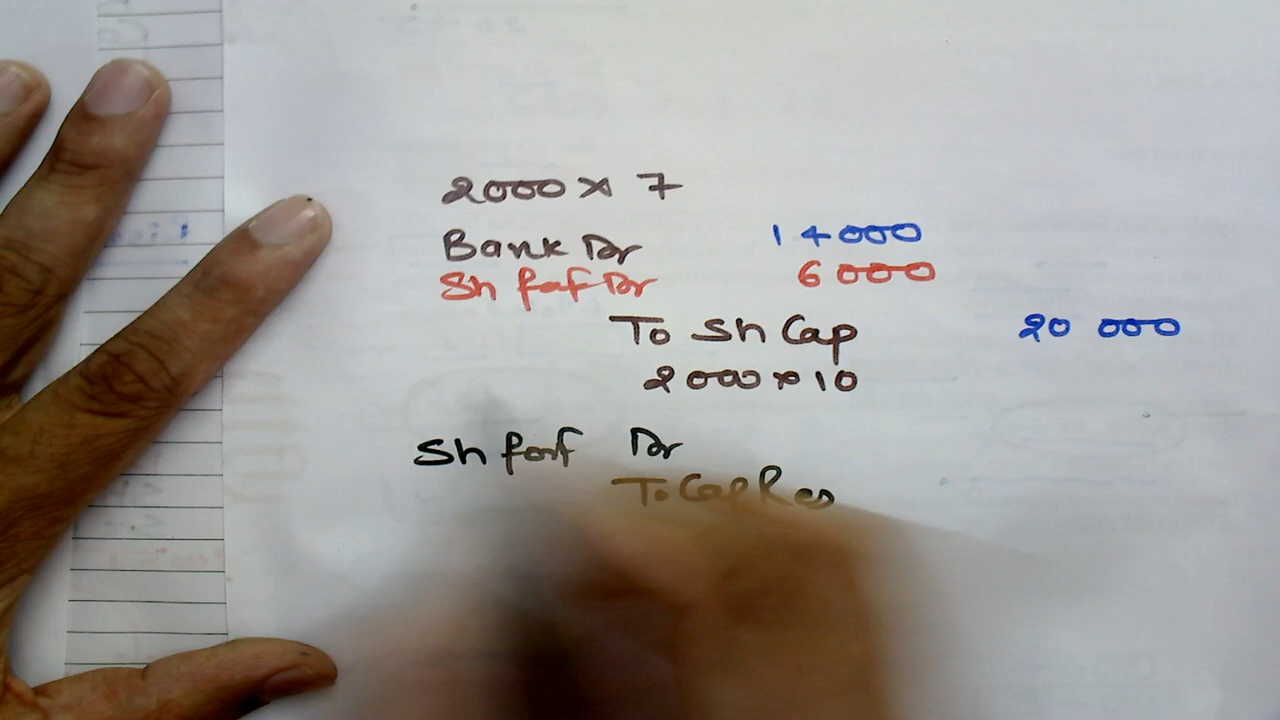 2000 × 7
Bank Dr 14000
Sh forf Dr 6000
To Sh Cap 20 000
2000 × 10
Sh forf Dr
To Cap Res